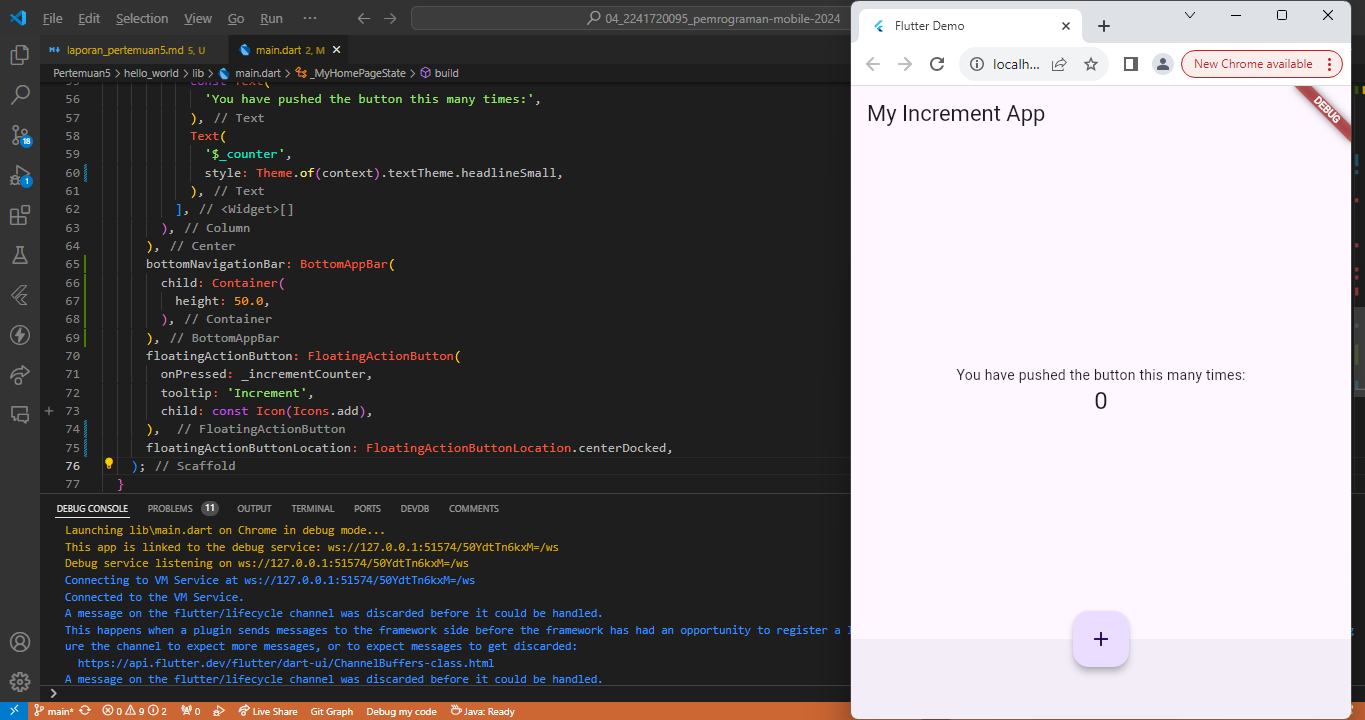 File Edit Selection View Go Run ···
04_2241720095_pemrograman-mobile-2024
laporan_pertemuan5.md 5, U
main.dart 2, M
Pertemuan5 > hello_world > lib > main.dart > _MyHomePageState > build
56 'You have pushed the button this many times:',
57 ), // Text
58 Text(
59 '$_counter',
60 style: Theme.of(context).textTheme.headlineSmall,
61 ), // Text
62 ], // <Widget>[]
63 ), // Column
64 ), // Center
65 bottomNavigationBar: BottomAppBar(
66 child: Container(
67 height: 50.0,
68 ), // Container
69 ), // BottomAppBar
70 floatingActionButton: FloatingActionButton(
71 onPressed: _incrementCounter,
72 tooltip: 'Increment',
73 child: const Icon(Icons.add),
74 ), // FloatingActionButton
75 floatingActionButtonLocation: FloatingActionButtonLocation.centerDocked,
76 ); // Scaffold
77 }
DEBUG CONSOLE PROBLEMS 11 OUTPUT TERMINAL PORTS DEVDB COMMENTS
Launching lib\main.dart on Chrome in debug mode...
This app is linked to the debug service: ws://127.0.0.1:51574/50YdtTn6kxM=/ws
Debug service listening on ws://127.0.0.1:51574/50YdtTn6kxM=/ws
Connecting to VM Service at ws://127.0.0.1:51574/50YdtTn6kxM=/ws
Connected to the VM Service.
A message on the flutter/lifecycle channel was discarded before it could be handled.
This happens when a plugin sends messages to the framework side before the framework has had an opportunity to register a
ure the channel to expect more messages, or to expect messages to get discarded:
https://api.flutter.dev/flutter/dart-ui/ChannelBuffers-class.html
A message on the flutter/lifecycle channel was discarded before it could be handled.
18
1
main* 0 9 2 0 Live Share Git Graph Debug my code Java: Ready
Flutter Demo
localh...
New Chrome available
My Increment App
DEBUG
You have pushed the button this many times:
0